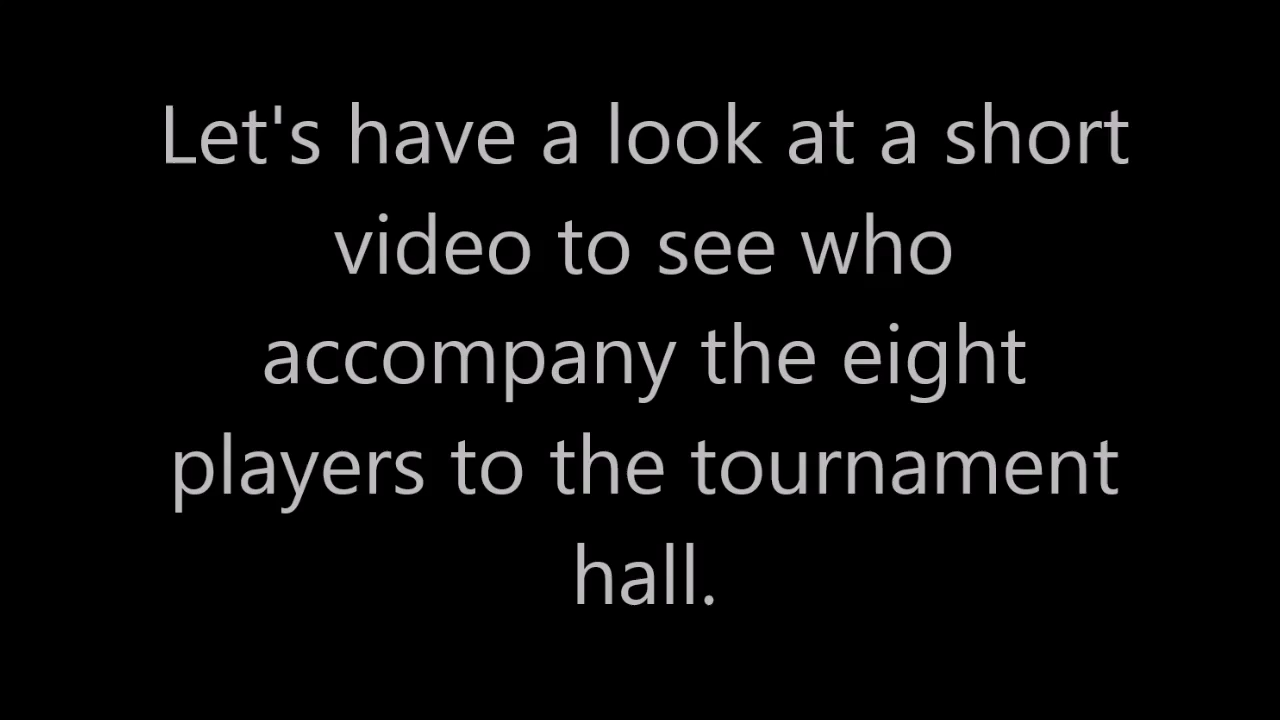 Let's have a look at a short
video to see who
accompany the eight
players to the tournament
hall.